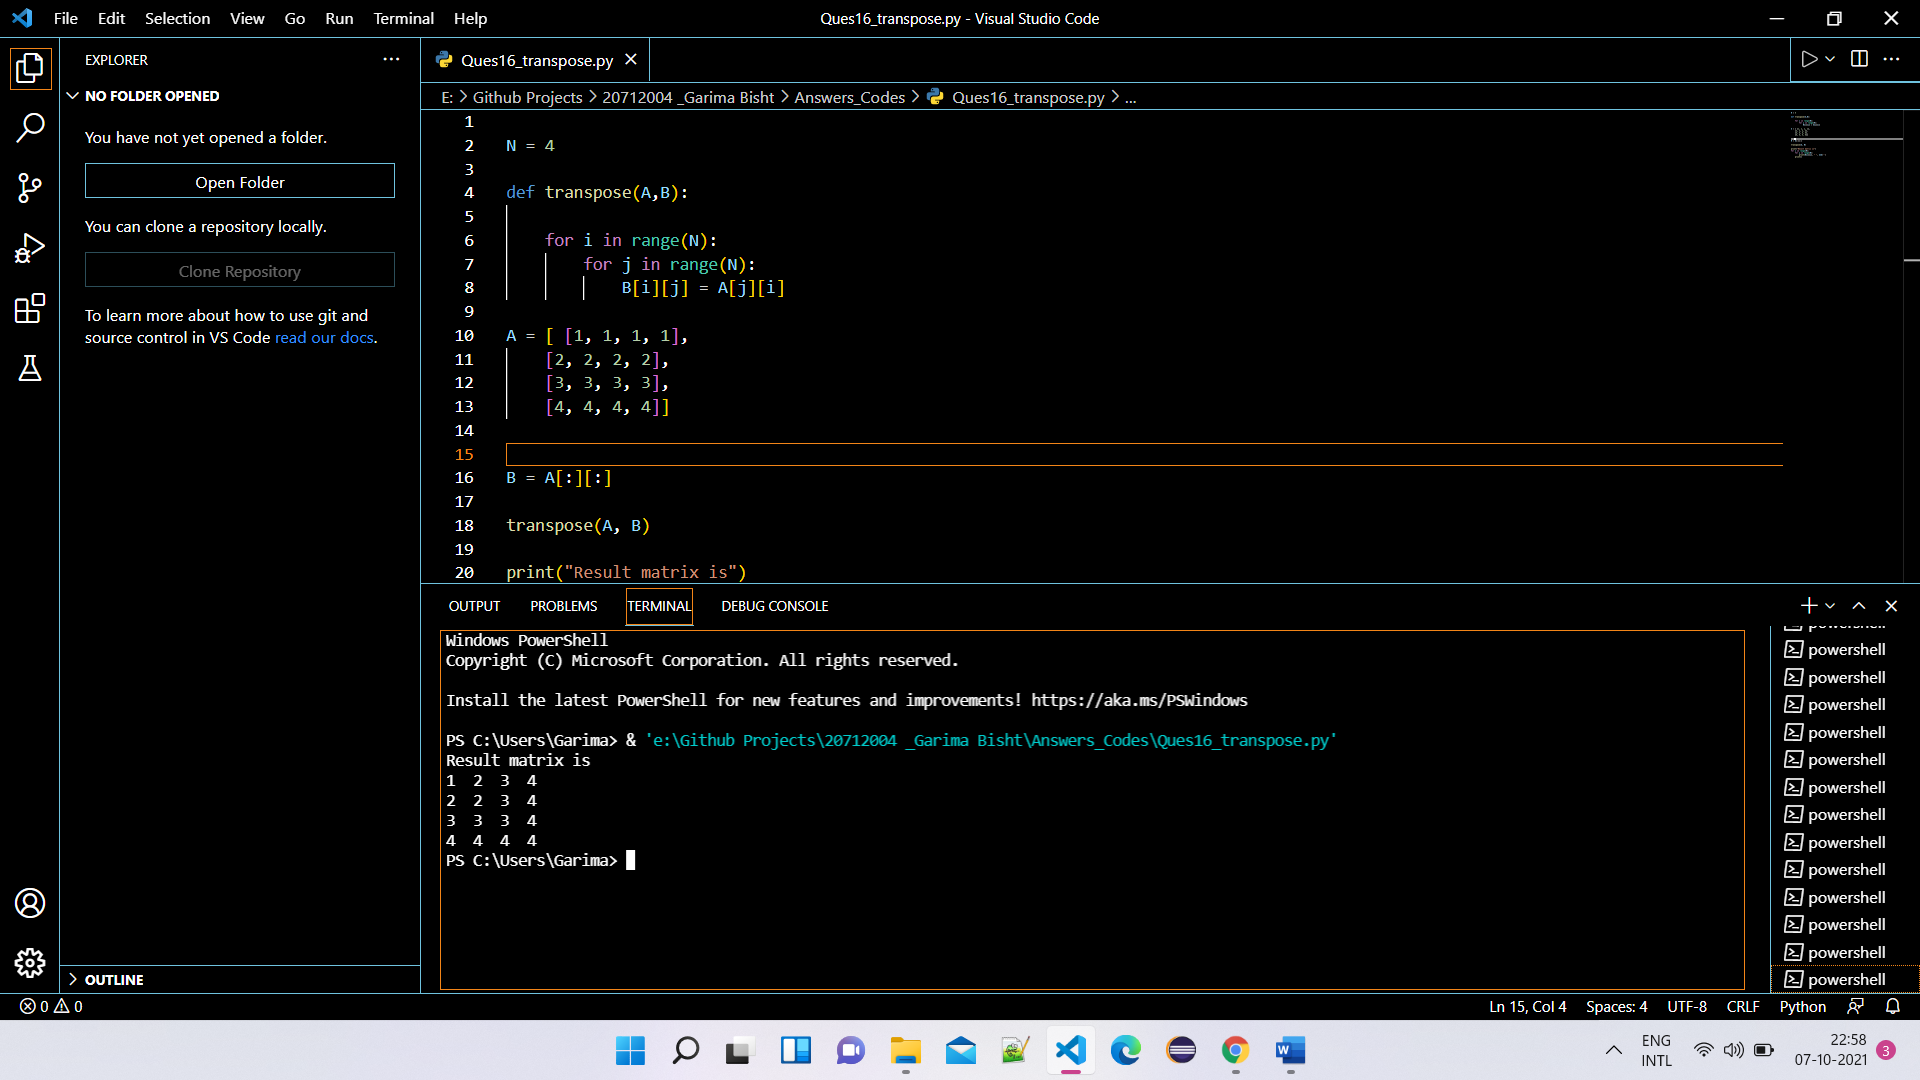 File Edit Selection View Go Run Terminal Help
Ques16_transpose.py - Visual Studio Code
EXPLORER
NO FOLDER OPENED
You have not yet opened a folder.
Open Folder
You can clone a repository locally.
Clone Repository
To learn more about how to use git and
source control in VS Code read our docs.
OUTLINE
Ques16_transpose.py
E: > Github Projects > 20712004 _Garima Bisht > Answers_Codes > Ques16_transpose.py > ...
1
2 N = 4
3
4 def transpose(A,B):
5
6     for i in range(N):
7         for j in range(N):
8             B[i][j] = A[j][i]
9
10 A = [ [1, 1, 1, 1],
11     [2, 2, 2, 2],
12     [3, 3, 3, 3],
13     [4, 4, 4, 4]]
14
15
16 B = A[:][:]
17
18 transpose(A, B)
19
20 print("Result matrix is")
OUTPUT PROBLEMS TERMINAL DEBUG CONSOLE
Windows PowerShell
Copyright (C) Microsoft Corporation. All rights reserved.
Install the latest PowerShell for new features and improvements! https://aka.ms/PSWindows
PS C:\Users\Garima> & 'e:\Github Projects\20712004 _Garima Bisht\Answers_Codes\Ques16_transpose.py'
Result matrix is
1 2 3 4
2 2 3 4
3 3 3 4
4 4 4 4
PS C:\Users\Garima>
powershell
powershell
powershell
powershell
powershell
powershell
powershell
powershell
powershell
powershell
powershell
powershell
powershell
powershell
0 0
Ln 15, Col 4 Spaces: 4 UTF-8 CRLF Python
ENG
INTL
22:58
07-10-2021
3